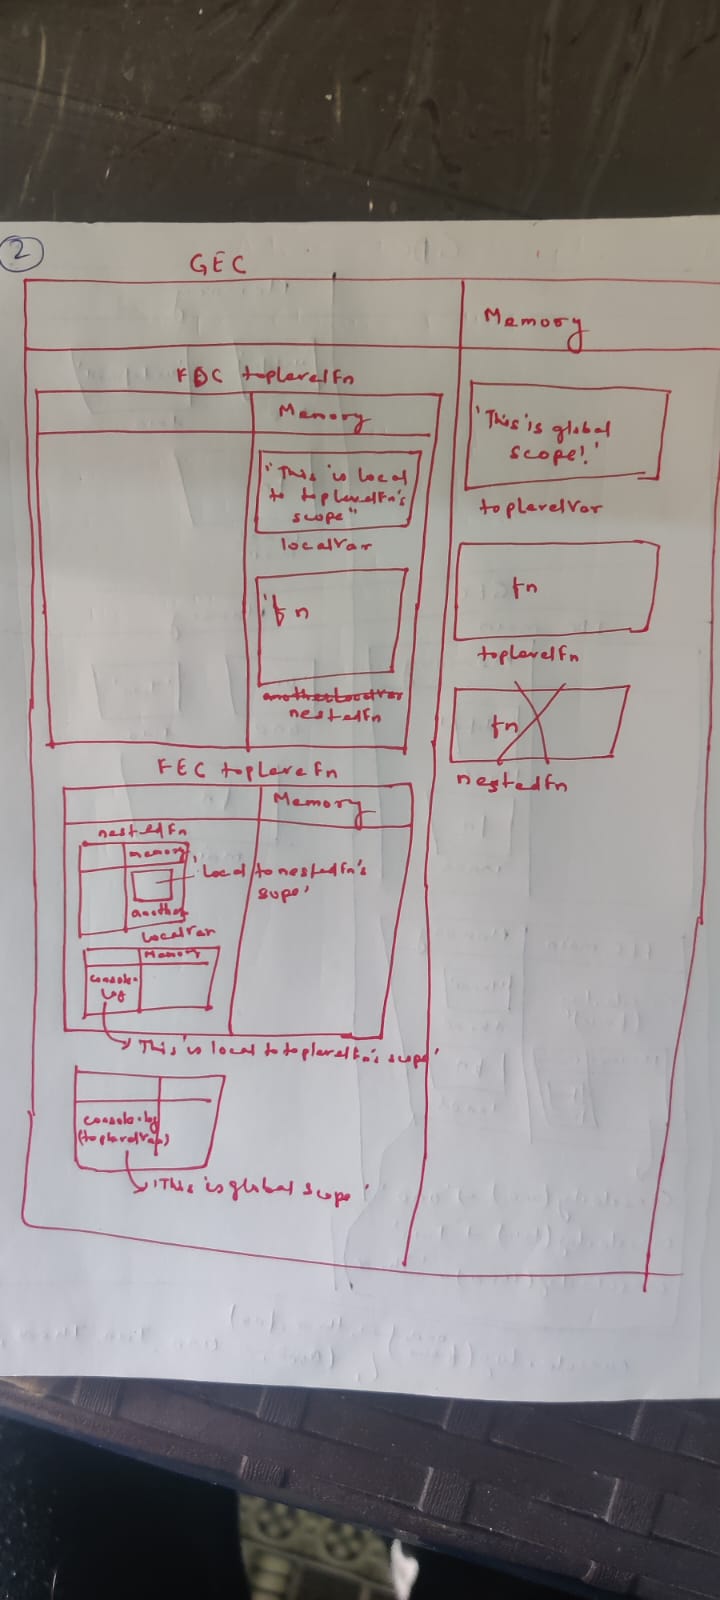 2
GEC
Memory
FEC toplevelFn
Memory
"This is local
to toplevelFn's
scope"
localVar
fn
anotherLocalVar
nestedFn
'This is global
scope!'
toplevelVar
fn
toplevelFn
fn
nestedFn
FEC topleveFn
Memory
nestedFn
memory
'Local to nestedFn's
another
LocalVar
Memory
console.
log
'This is local to toplevelFn's scope'
console.log
(toplevelVar)
'This is global scope'